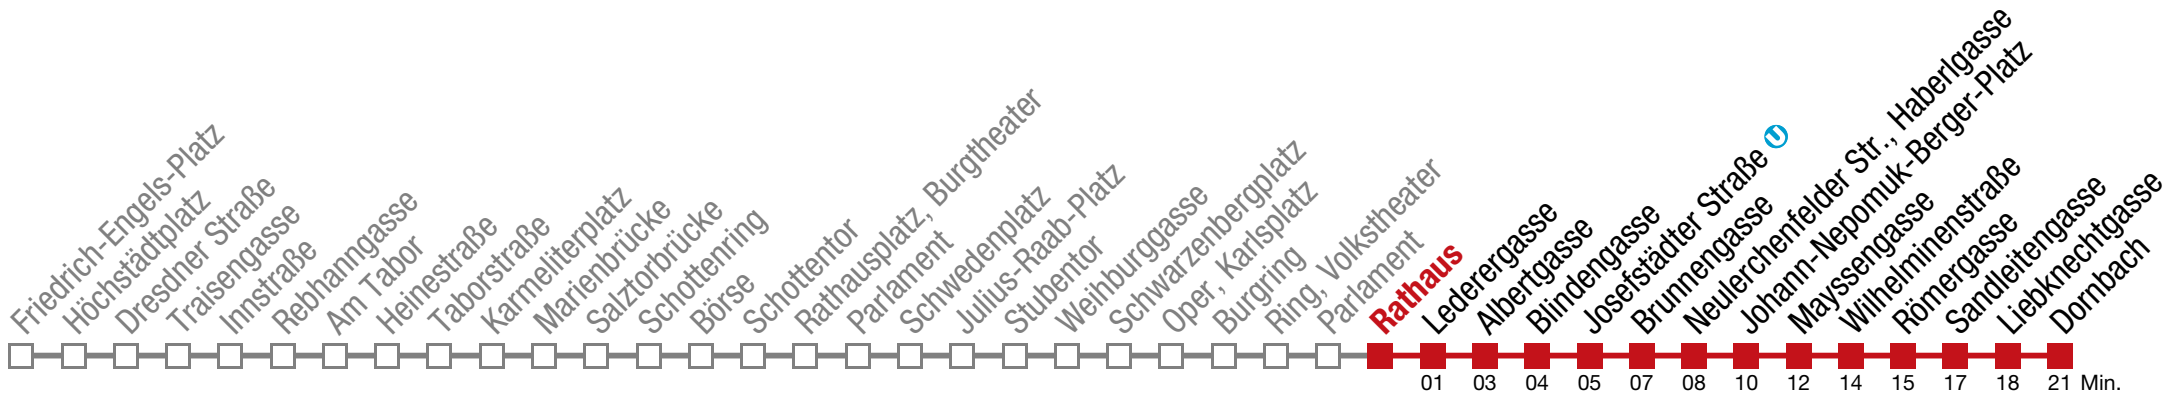 Friedrich-Engels-Platz
Höchstädtplatz
Dresdner Straße
Traisengasse
Innstraße
Rebhanngasse
Am Tabor
Heinestraße
Taborstraße
Karmeliterplatz
Marienbrücke
Salztorbrücke
Schottenring
Börse
Schottentor
Rathausplatz, Burgtheater
Parlament
Schwedenplatz
Julius-Raab-Platz
Stubentor
Weihburggasse
Schwarzenbergplatz
Oper, Karlsplatz
Burgring
Ring, Volkstheater
Parlament
Rathaus
Lederergasse
Albertgasse
Blindengasse
Josefstädter Straße U
Brunnengasse
Neulerchenfelder Str., Haberlgasse
Johann-Nepomuk-Berger-Platz
Mayssengasse
Wilhelminenstraße
Römergasse
Sandleitengasse
Liebknechtgasse
Dornbach
01 03 04 05 07 08 10 12 14 15 17 18 21 Min.